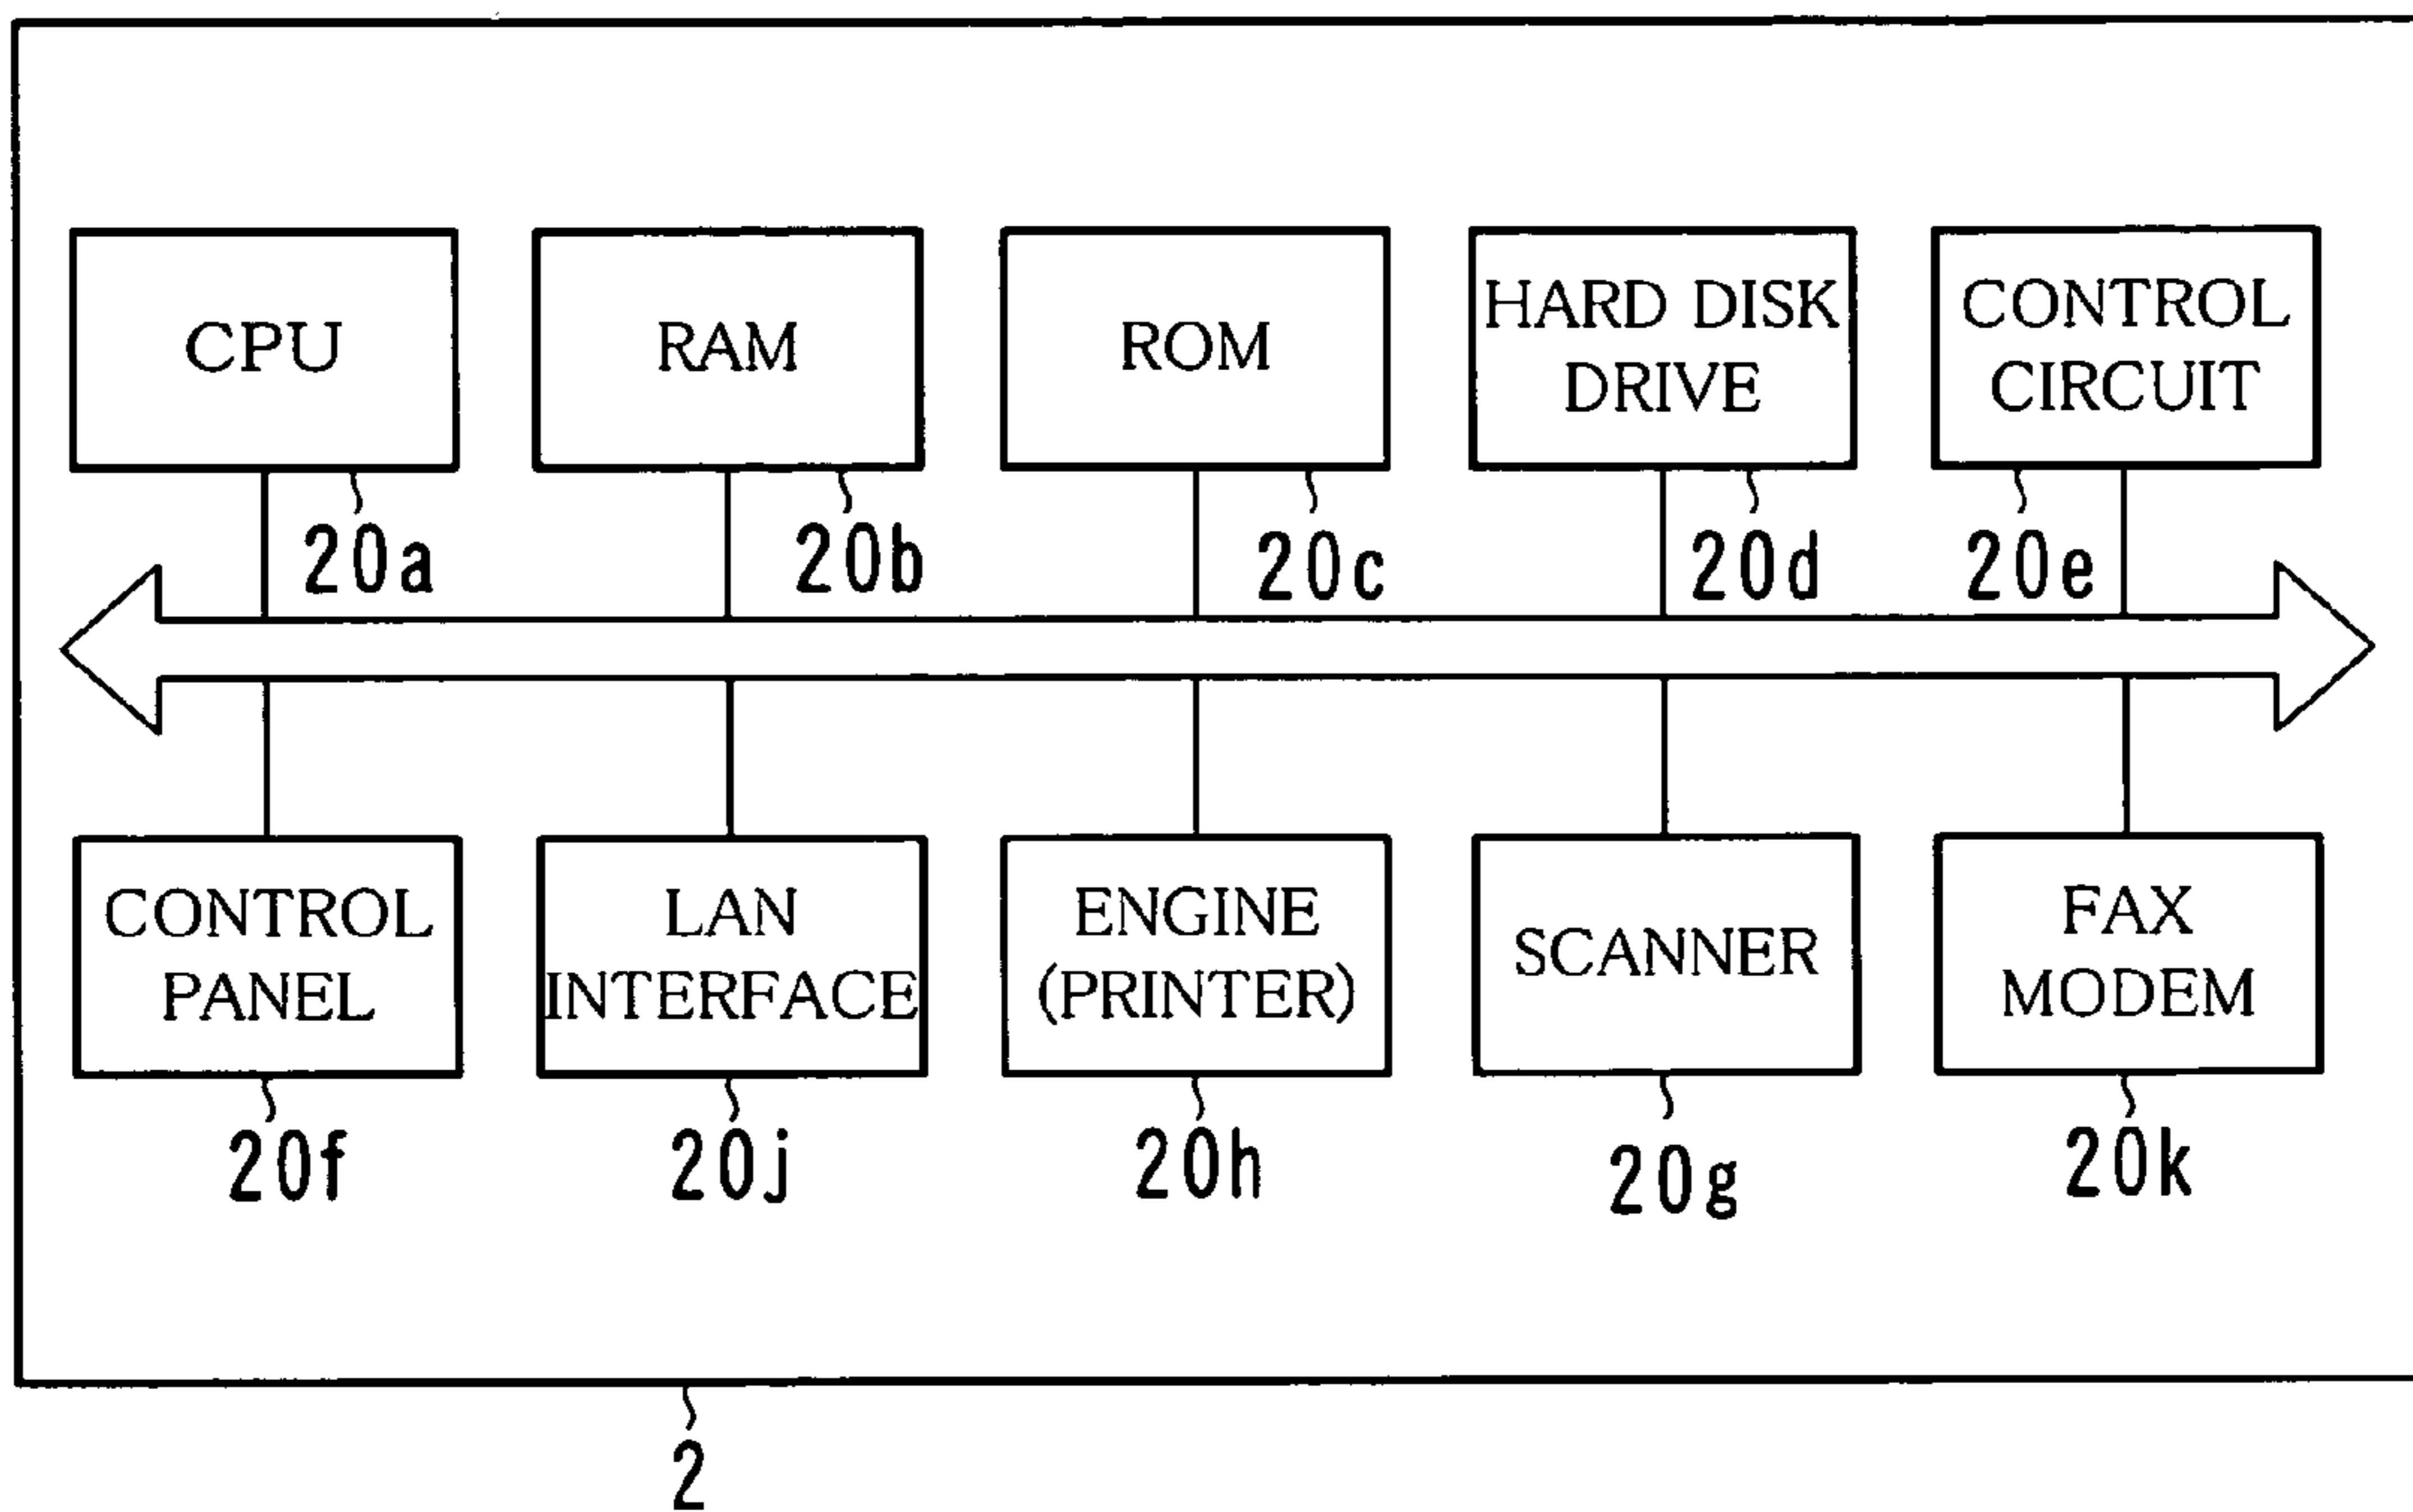 CPU
RAM
ROM
HARD DISK
DRIVE
CONTROL
CIRCUIT
20a
20b
20c
20d
20e
CONTROL
PANEL
LAN
INTERFACE
ENGINE
(PRINTER)
SCANNER
FAX
MODEM
20f
20j
20h
20g
20k
2